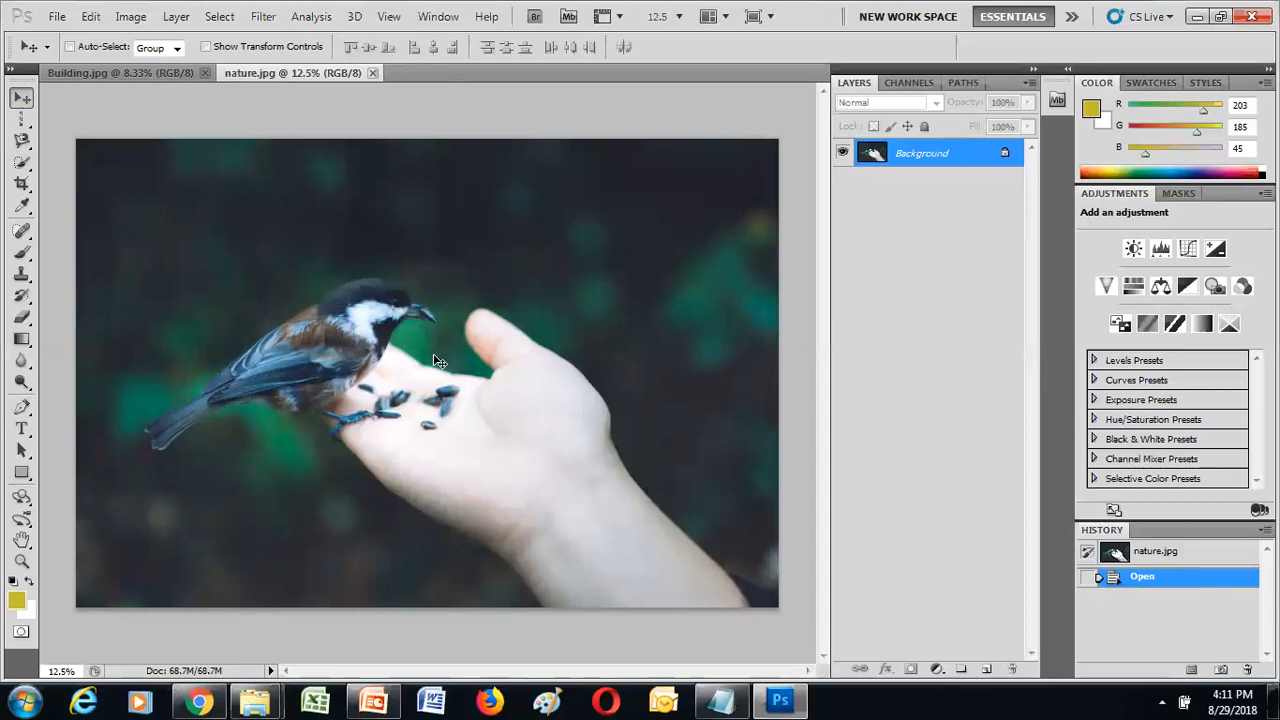 Ps File Edit Image Layer Select Filter Analysis 3D View Window Help Br Mb 12.5 NEW WORK SPACE ESSENTIALS CS Live
Auto-Select: Group Show Transform Controls
Building.jpg @ 8.33% (RGB/8) nature.jpg @ 12.5% (RGB/8)
LAYERS CHANNELS PATHS
Normal Opacity: 100%
Lock: Fill: 100%
Background
Mb
COLOR SWATCHES STYLES
R 203
G 185
B 45
ADJUSTMENTS MASKS
Add an adjustment
Levels Presets
Curves Presets
Exposure Presets
Hue/Saturation Presets
Black & White Presets
Channel Mixer Presets
Selective Color Presets
HISTORY
nature.jpg
Open
12.5% Doc: 68.7M/68.7M
Ps
4:11 PM
8/29/2018